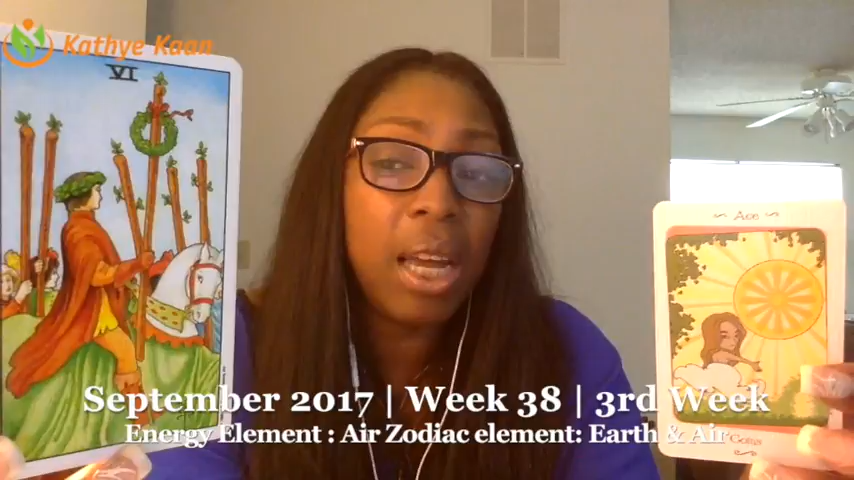 Kathye Kaan
VI
Ace
September 2017 | Week 38 | 3rd Week
Energy Element : Air Zodiac element: Earth & Air
Coins